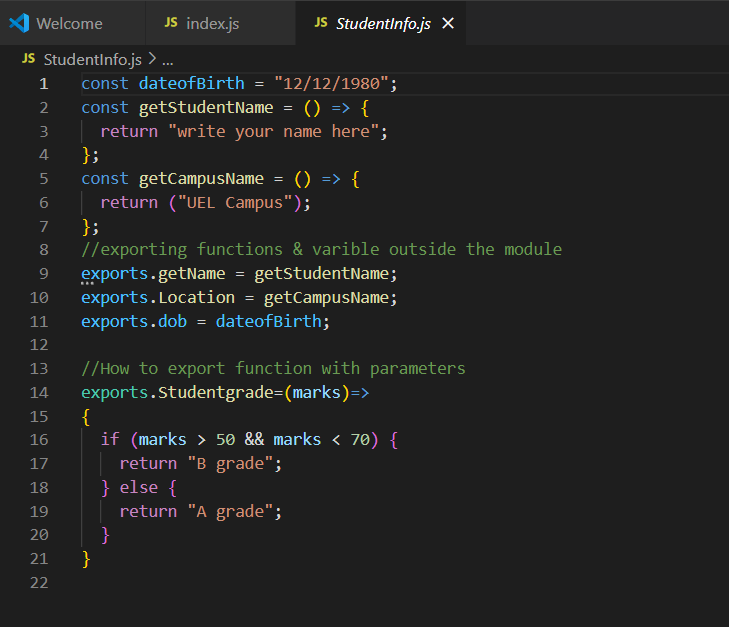 Welcome JS index.js JS StudentInfo.js ×
JS StudentInfo.js > ...
1 const dateofBirth = "12/12/1980";
2 const getStudentName = () => {
3   return "write your name here";
4 };
5 const getCampusName = () => {
6   return ("UEL Campus");
7 };
8 //exporting functions & varible outside the module
9 exports.getName = getStudentName;
10 exports.Location = getCampusName;
11 exports.dob = dateofBirth;
12
13 //How to export function with parameters
14 exports.Studentgrade=(marks)=>
15 {
16   if (marks > 50 && marks < 70) {
17     return "B grade";
18   } else {
19     return "A grade";
20   }
21 }
22